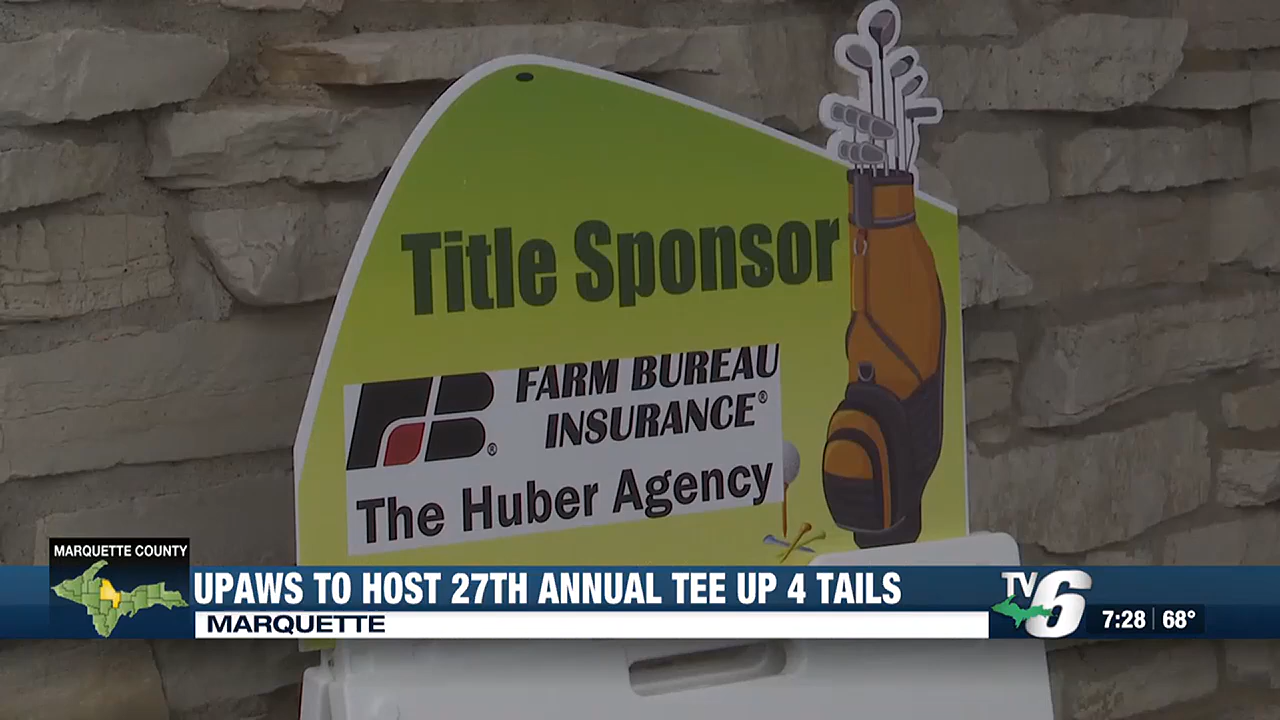 Title Sponsor
FB®
FARM BUREAU
INSURANCE®
The Huber Agency
MARQUETTE COUNTY
UPAWS TO HOST 27TH ANNUAL TEE UP 4 TAILS
MARQUETTE
TV6
7:28 68°